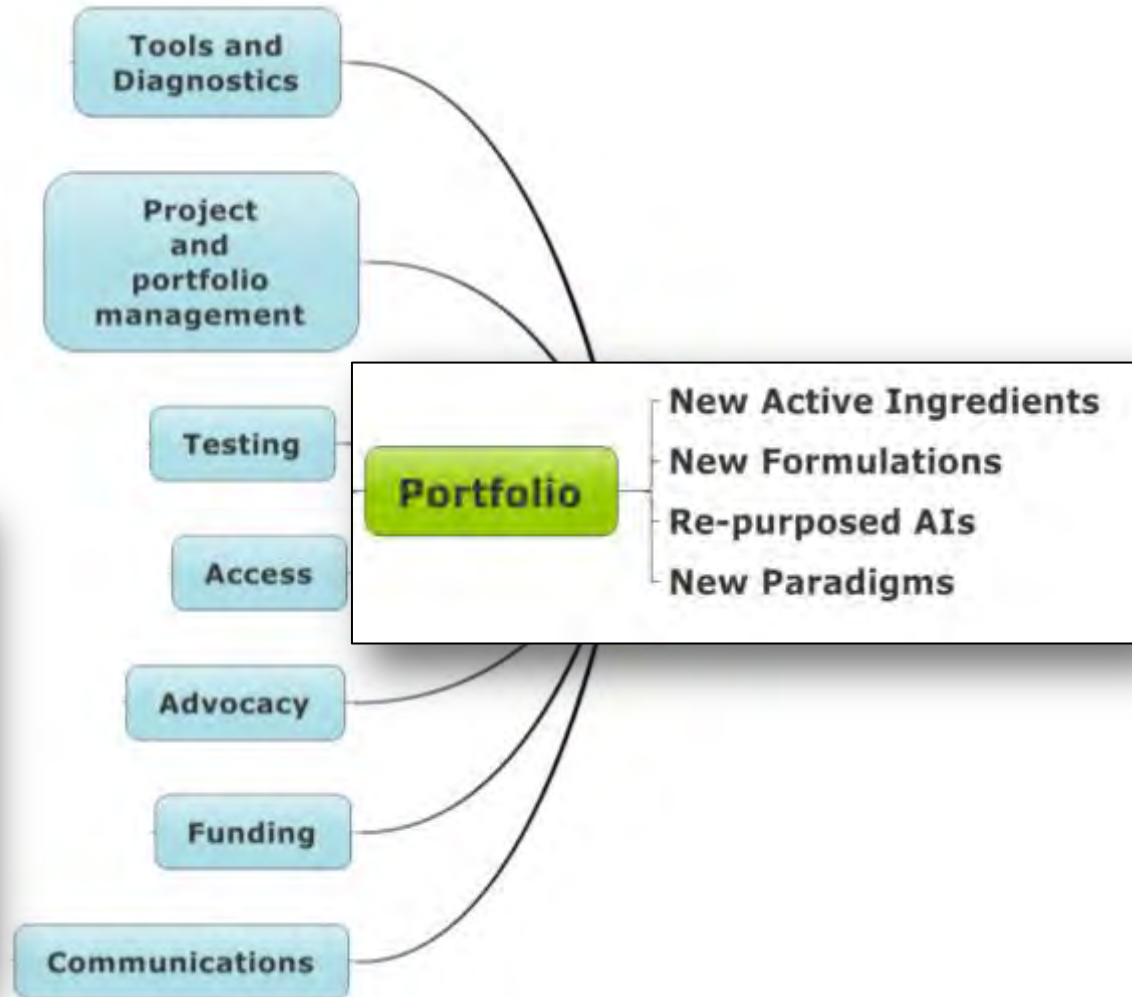 Tools and
Diagnostics
Project
and
portfolio
management
Testing
Access
Advocacy
Funding
Communications
Portfolio
New Active Ingredients
New Formulations
Re-purposed AIs
New Paradigms